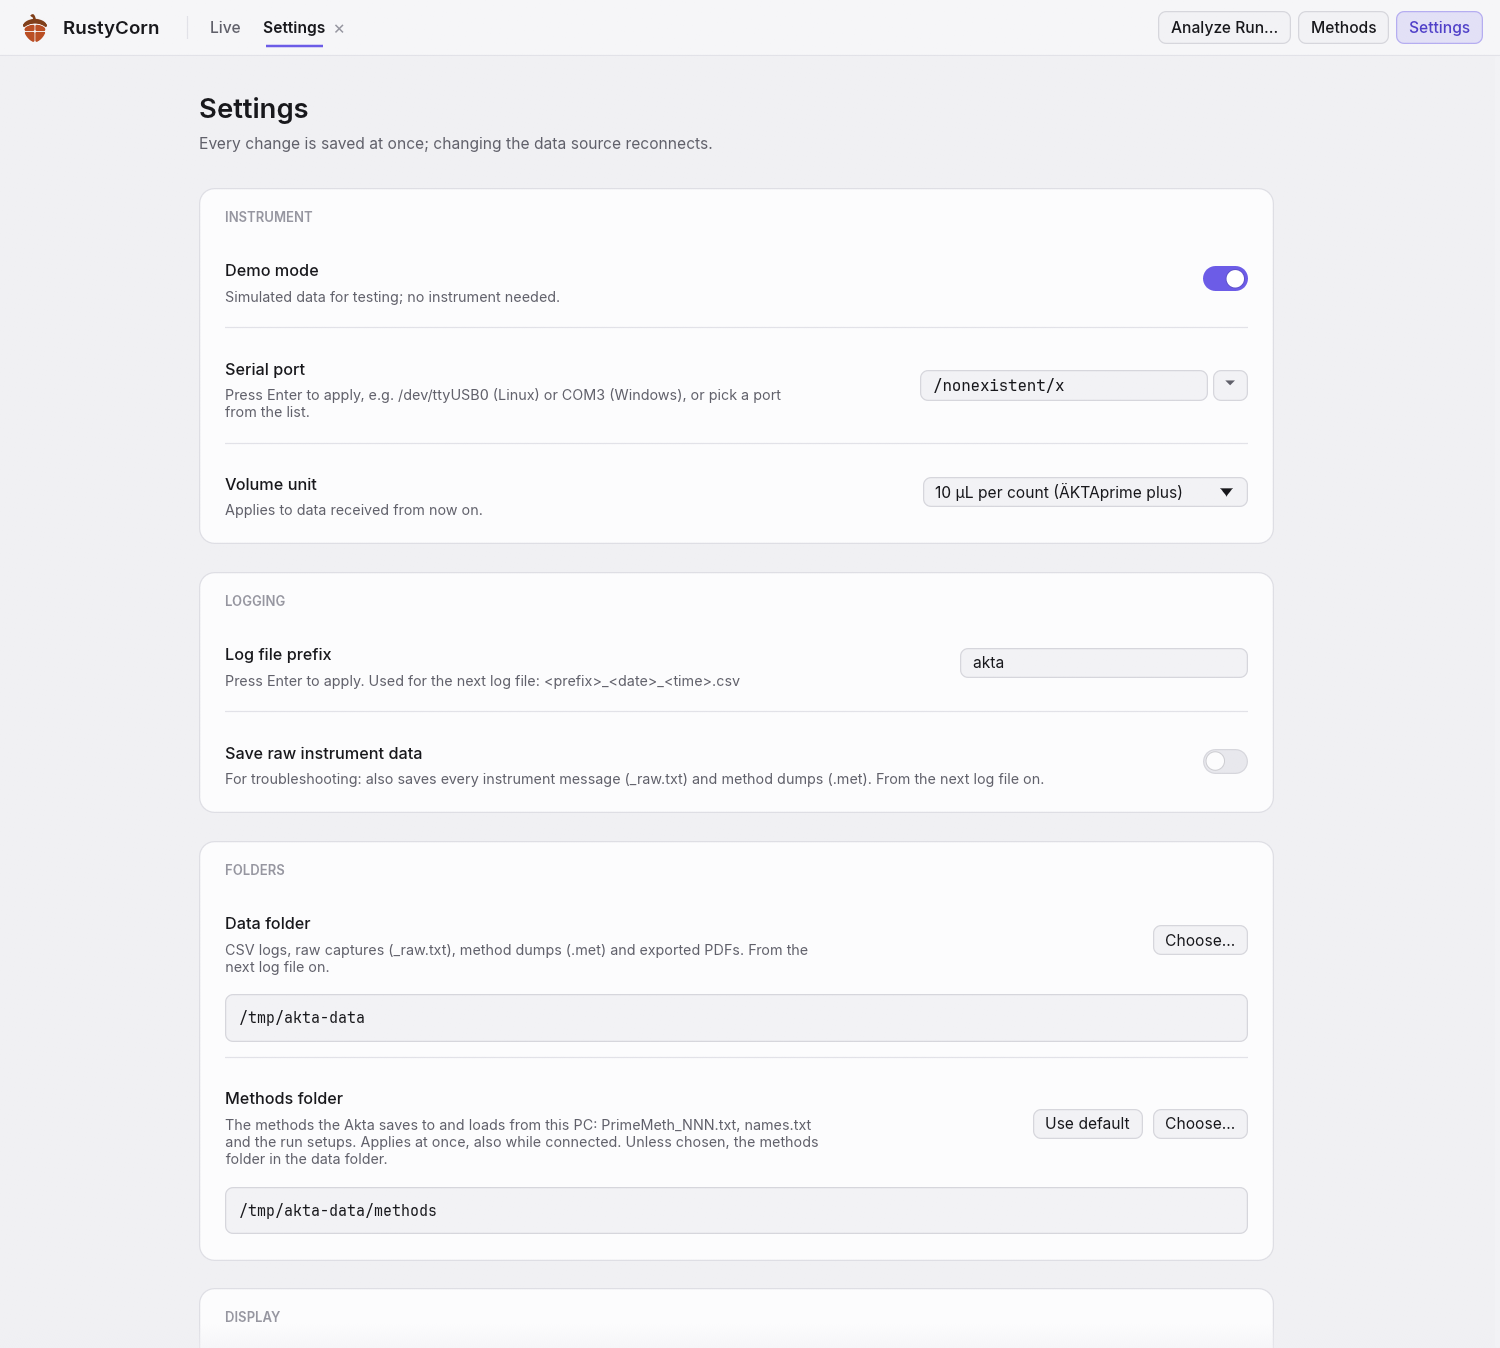 RustyCorn
Live
Settings ×
Analyze Run...
Methods
Settings
Settings
Every change is saved at once; changing the data source reconnects.
INSTRUMENT
Demo mode
Simulated data for testing; no instrument needed.
Serial port
Press Enter to apply, e.g. /dev/ttyUSB0 (Linux) or COM3 (Windows), or pick a port
from the list.
/nonexistent/x
Volume unit
Applies to data received from now on.
10 µL per count (ÄKTAprime plus)
LOGGING
Log file prefix
Press Enter to apply. Used for the next log file: <prefix>_<date>_<time>.csv
akta
Save raw instrument data
For troubleshooting: also saves every instrument message (_raw.txt) and method dumps (.met). From the next log file on.
FOLDERS
Data folder
CSV logs, raw captures (_raw.txt), method dumps (.met) and exported PDFs. From the
next log file on.
Choose...
/tmp/akta-data
Methods folder
The methods the Akta saves to and loads from this PC: PrimeMeth_NNN.txt, names.txt
and the run setups. Applies at once, also while connected. Unless chosen, the methods
folder in the data folder.
Use default
Choose...
/tmp/akta-data/methods
DISPLAY